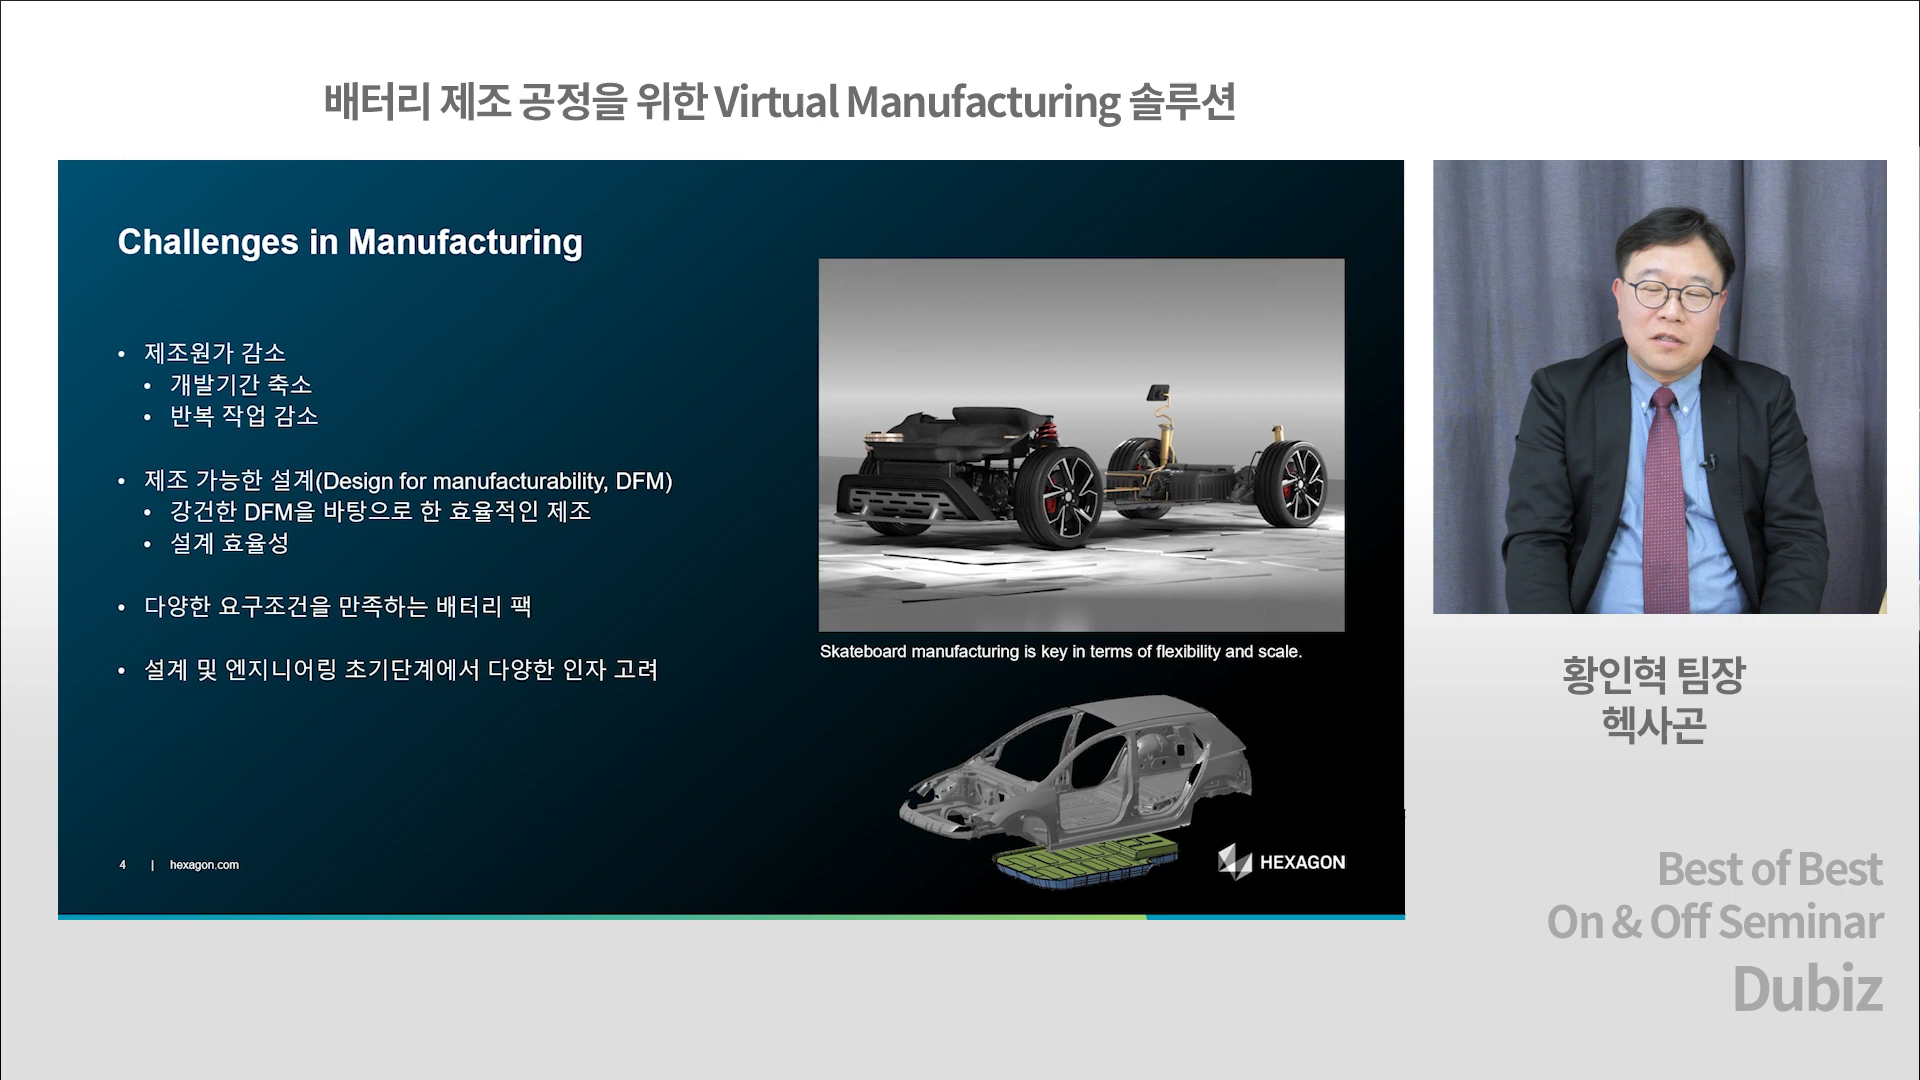 배터리 제조 공정을 위한 Virtual Manufacturing 솔루션
Challenges in Manufacturing
• 제조원가 감소
• 개발기간 축소
• 반복 작업 감소
• 제조 가능한 설계(Design for manufacturability, DFM)
• 강건한 DFM을 바탕으로 한 효율적인 제조
• 설계 효율성
• 다양한 요구조건을 만족하는 배터리 팩
• 설계 및 엔지니어링 초기단계에서 다양한 인자 고려
Skateboard manufacturing is key in terms of flexibility and scale.
4 | hexagon.com
HEXAGON
황인혁 팀장
헥사곤
Best of Best
On & Off Seminar
Dubiz